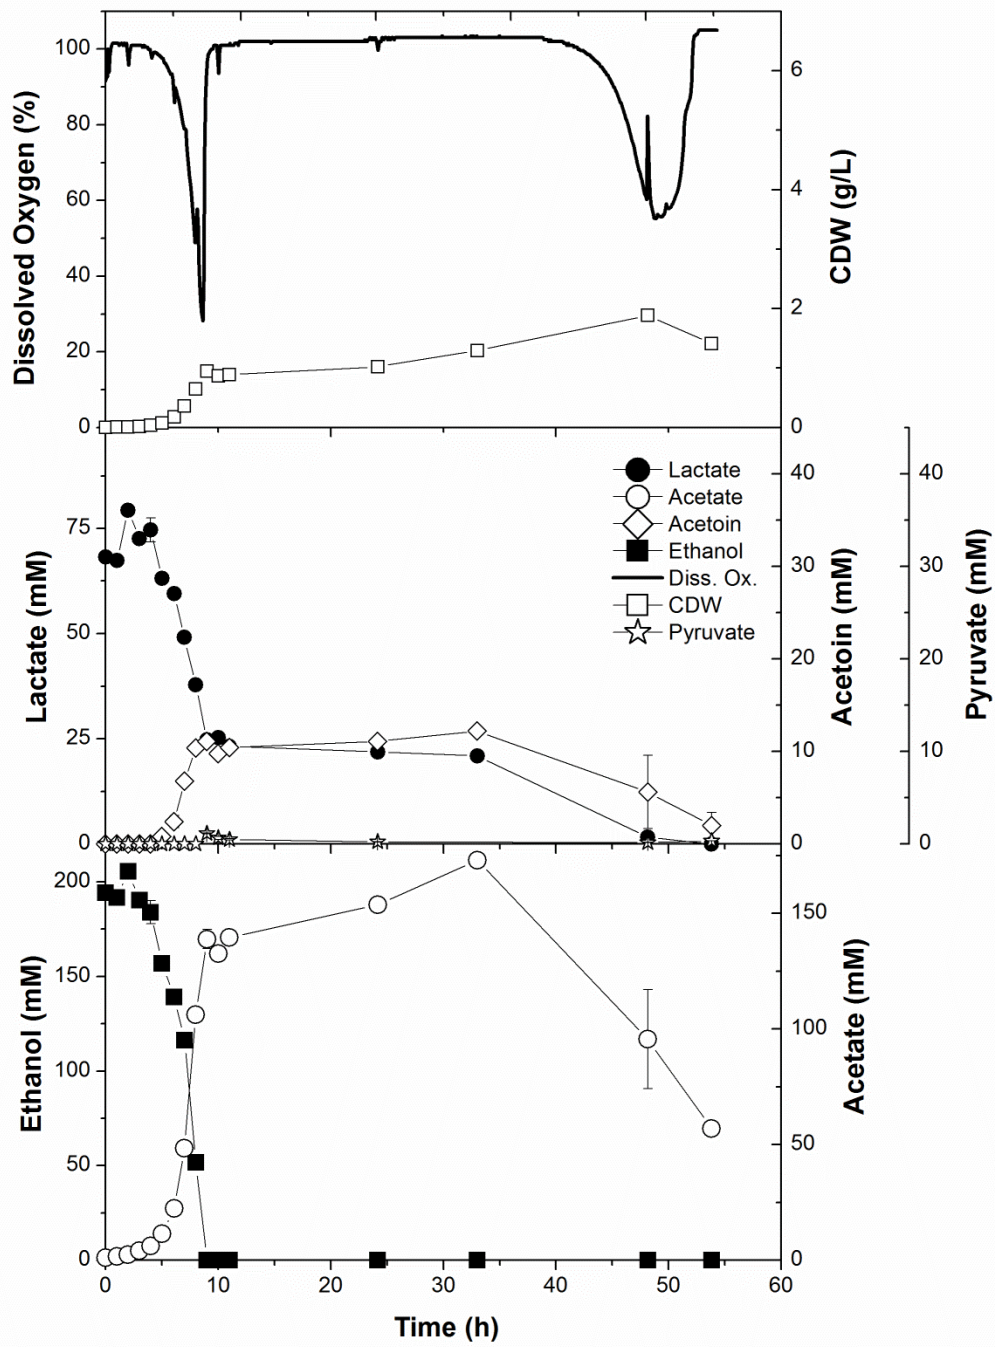 100
80
60
40
20
0
Dissolved Oxygen (%)
6
4
2
0
CDW (g/L)
75
50
25
0
Lactate (mM)
Lactate
Acetate
Acetoin
Ethanol
Diss. Ox.
CDW
Pyruvate
40
30
20
10
0
Acetoin (mM)
40
30
20
10
0
Pyruvate (mM)
200
150
100
50
0
Ethanol (mM)
150
100
50
0
Acetate (mM)
0 10 20 30 40 50 60
Time (h)